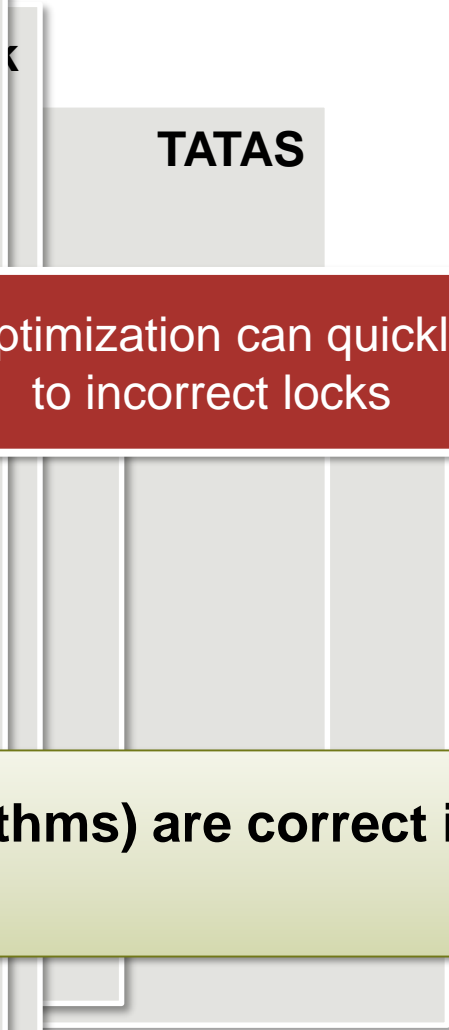 k
TATAS
ptimization can quickl
to incorrect locks
thms) are correct i